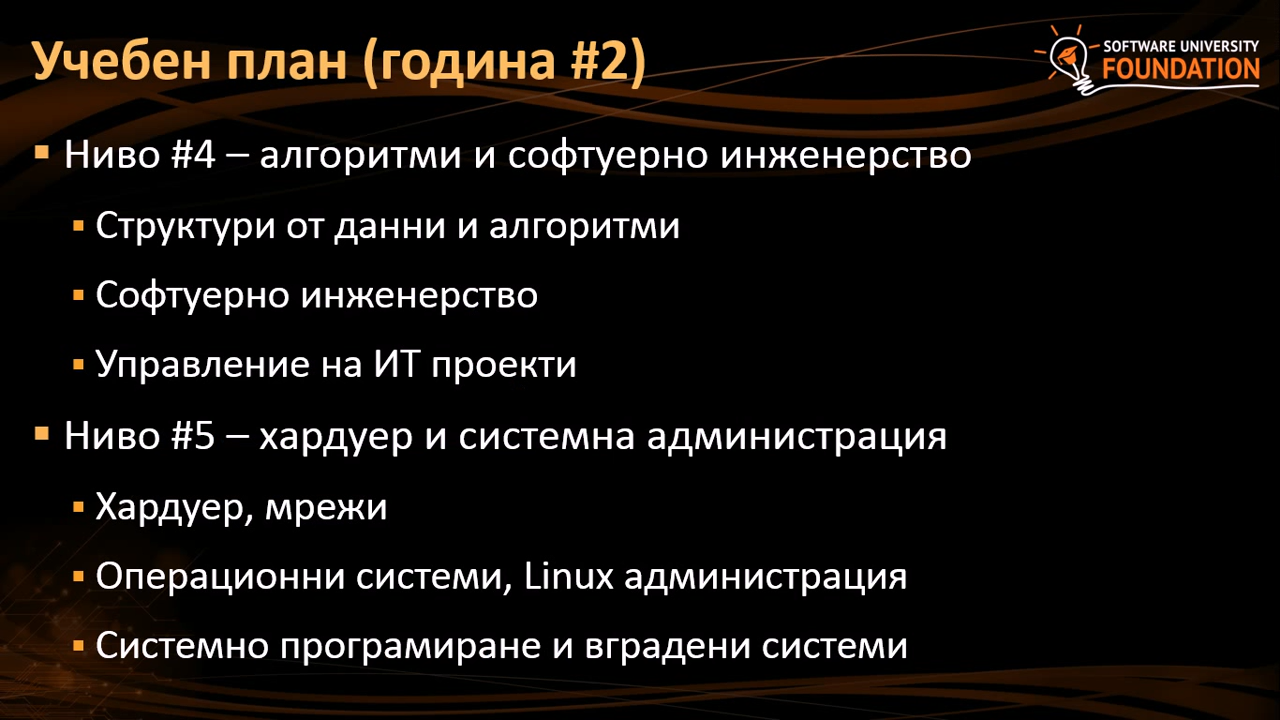 Учебен план (година #2)
SOFTWARE UNIVERSITY
FOUNDATION
Ниво #4 – алгоритми и софтуерно инженерство
Структури от данни и алгоритми
Софтуерно инженерство
Управление на ИТ проекти
Ниво #5 – хардуер и системна администрация
Хардуер, мрежи
Операционни системи, Linux администрация
Системно програмиране и вградени системи